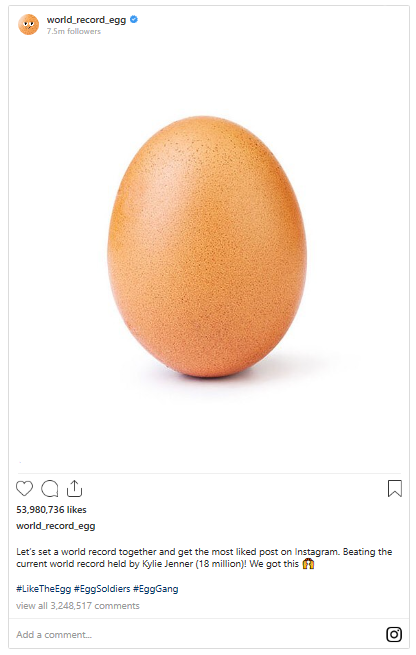 world_record_egg
7.5m followers
53,980,736 likes
world_record_egg
Let's set a world record together and get the most liked post on Instagram. Beating the
current world record held by Kylie Jenner (18 million)! We got this 🙌
#LikeTheEgg #EggSoldiers #EggGang
view all 3,248,517 comments
Add a comment...